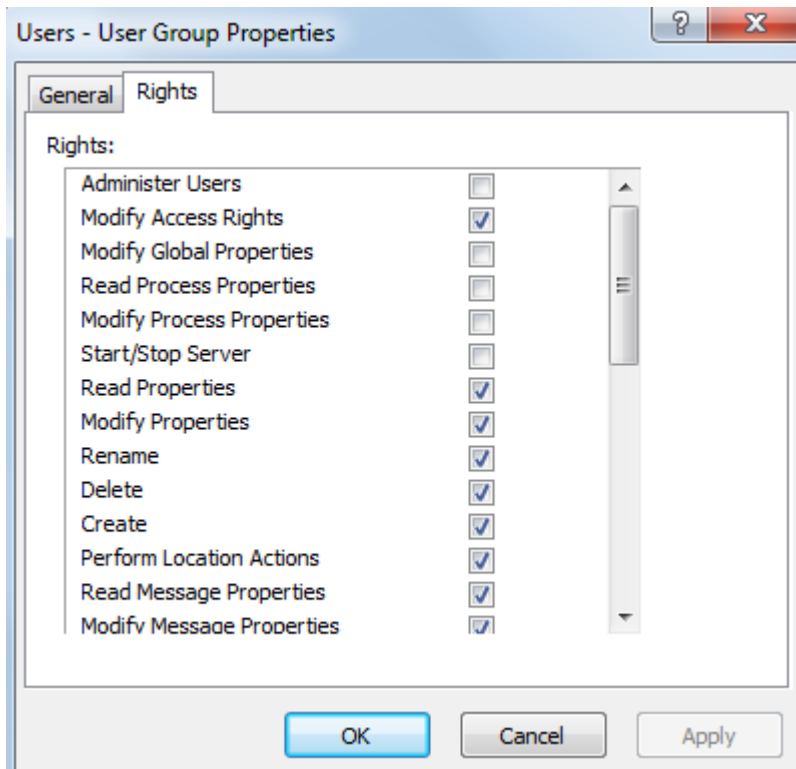 Users - User Group Properties
General Rights
Rights:
Administer Users
Modify Access Rights
Modify Global Properties
Read Process Properties
Modify Process Properties
Start/Stop Server
Read Properties
Modify Properties
Rename
Delete
Create
Perform Location Actions
Read Message Properties
Modify Message Properties
OK Cancel Apply